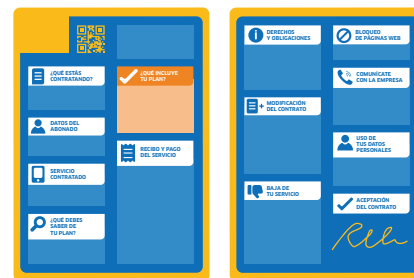 ¿QUÉ ESTÁS
CONTRATANDO?
DATOS DEL
ABONADO
SERVICIO
CONTRATADO
¿QUÉ DEBES
SABER DE
TU PLAN?
¿QUÉ INCLUYE
TU PLAN?
RECIBO Y PAGO
DEL SERVICIO
DERECHOS
Y OBLIGACIONES
MODIFICACIÓN
DEL CONTRATO
BAJA DE
TU SERVICIO
BLOQUEO
DE PÁGINAS WEB
COMUNÍCATE
CON LA EMPRESA
USO DE
TUS DATOS
PERSONALES
ACEPTACIÓN
DEL CONTRATO